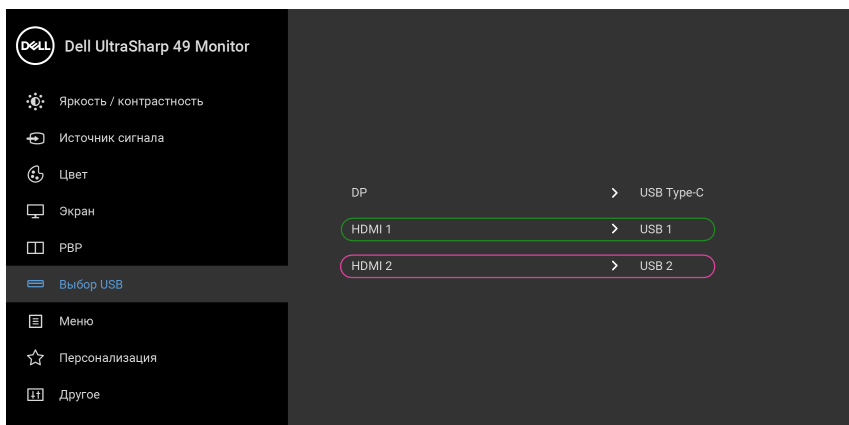 DELL
Dell UltraSharp 49 Monitor
Яркость / контрастность
Источник сигнала
Цвет
Экран
PBP
Выбор USB
Меню
Персонализация
Другое
DP USB Type-C
HDMI 1 USB 1
HDMI 2 USB 2